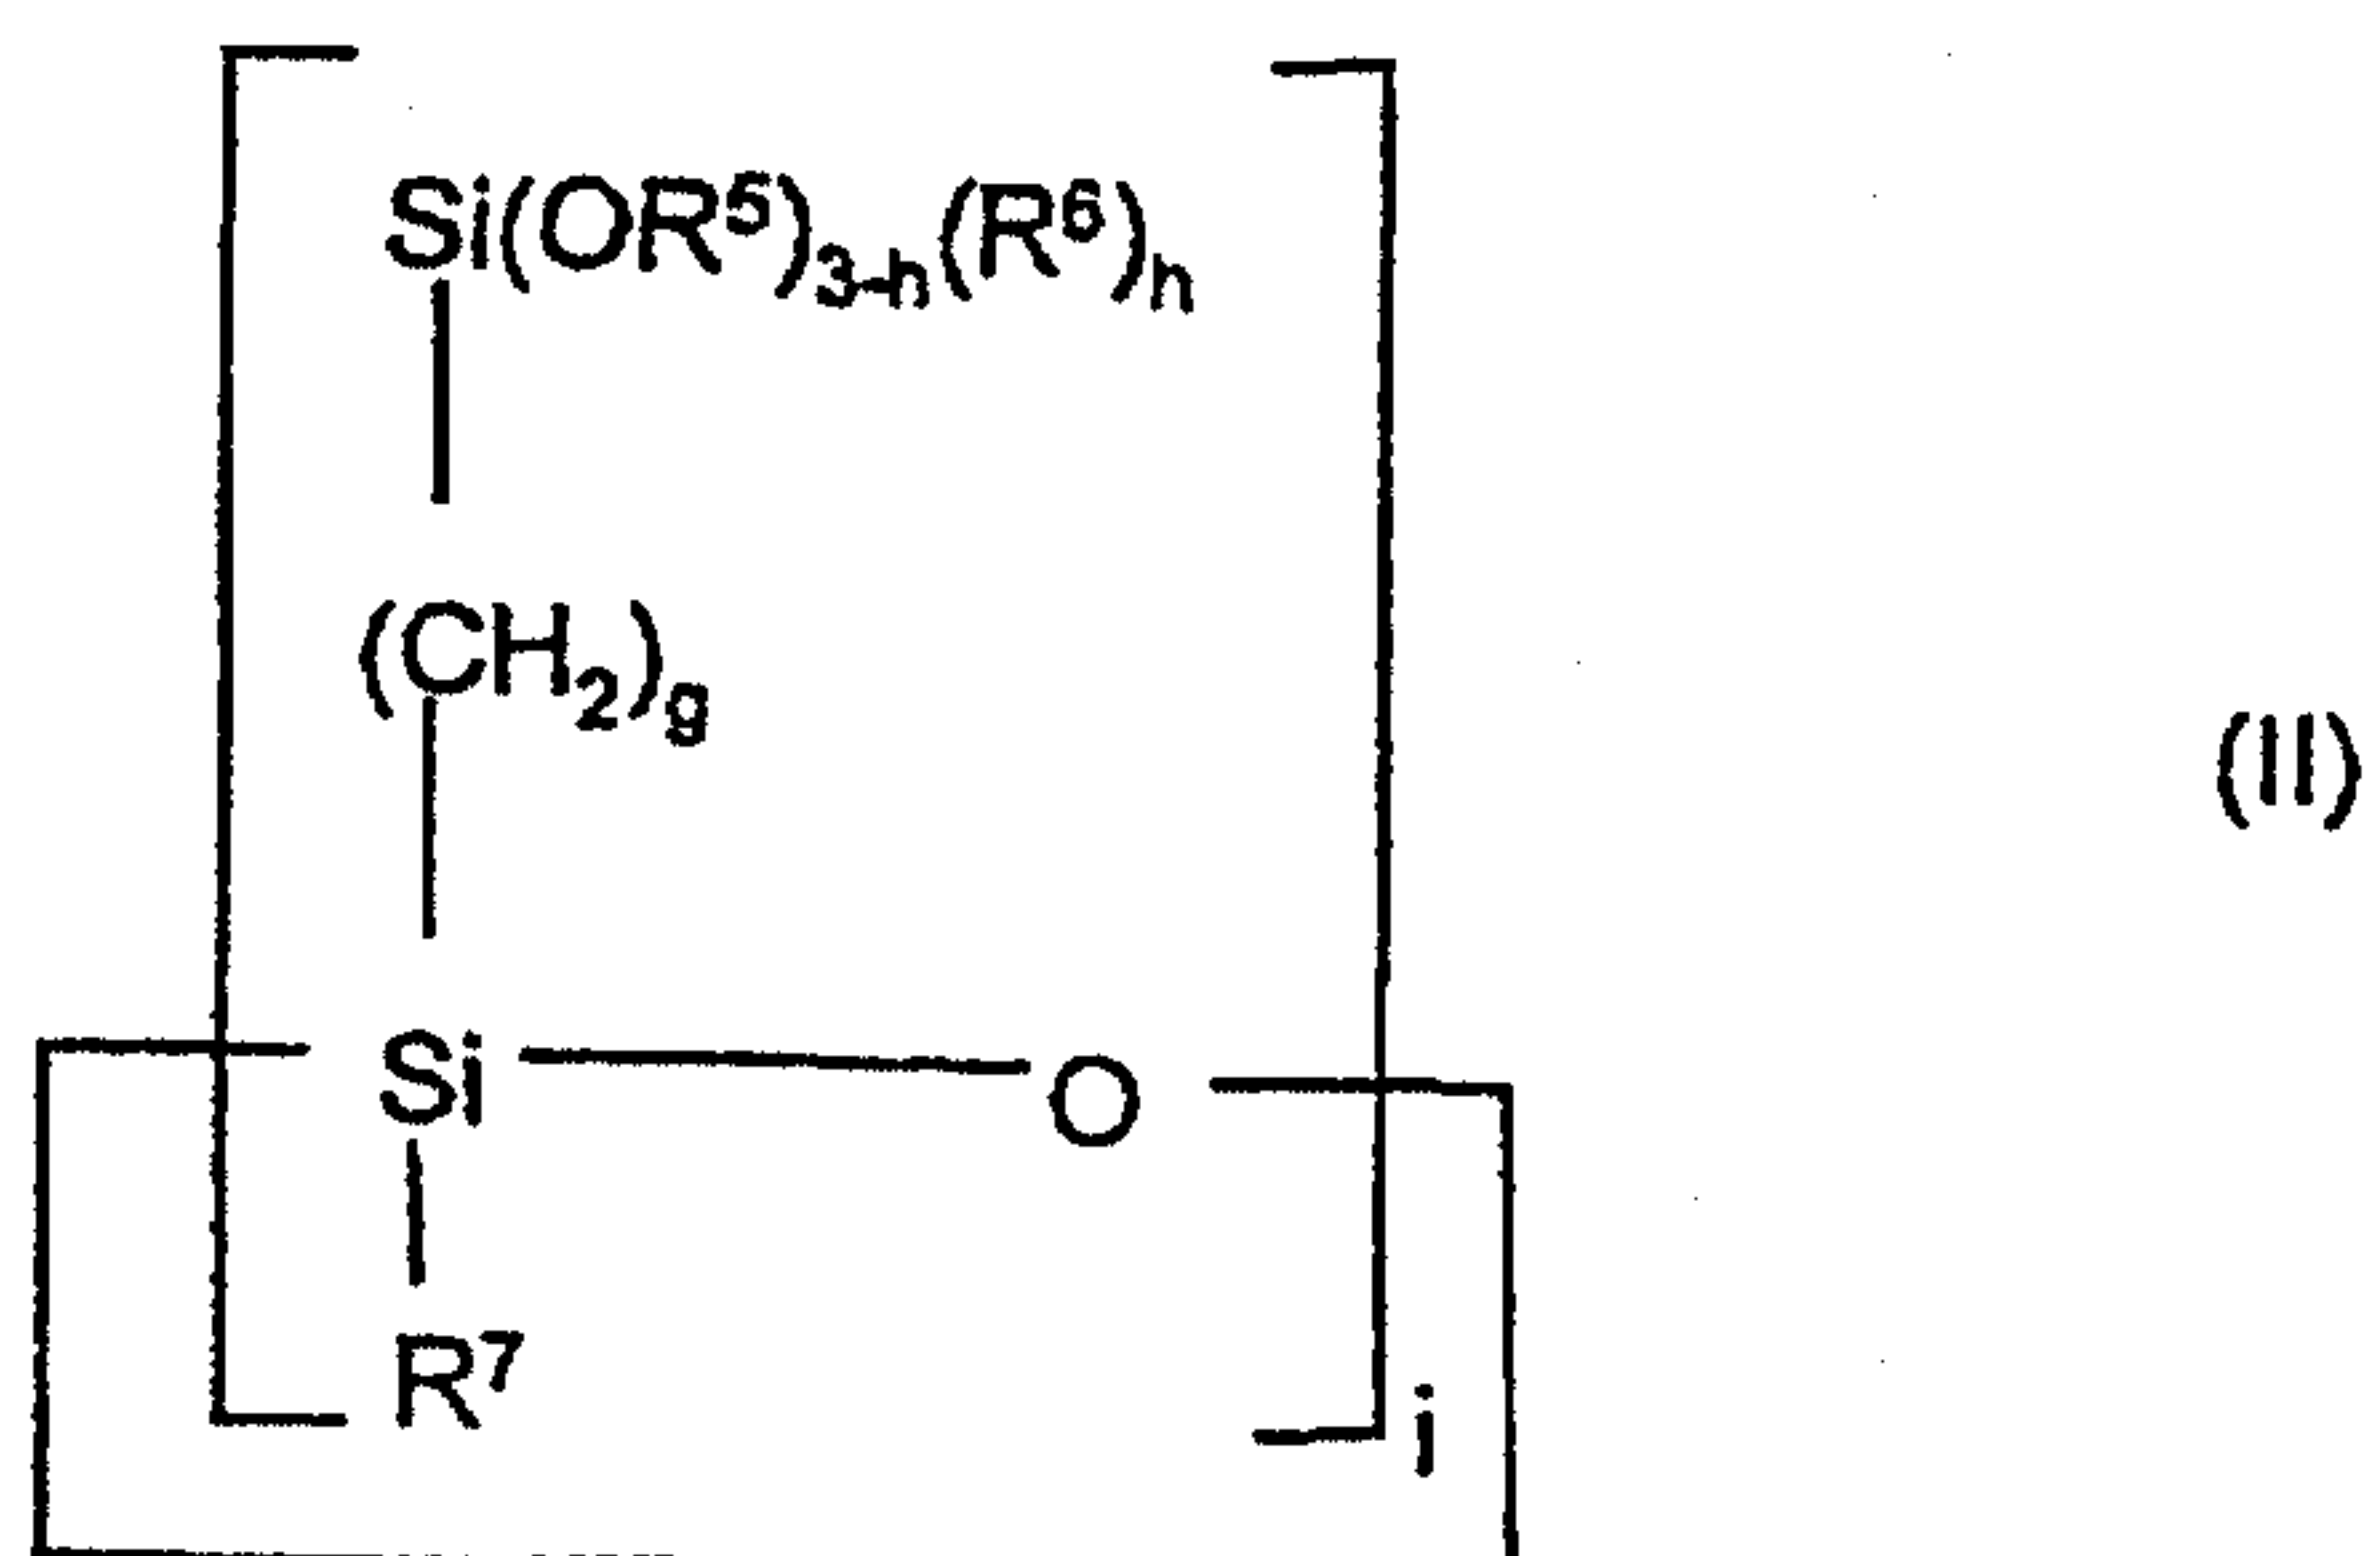 Si(OR⁵)₃₋ₕ(R⁶)ₕ
(CH₂)g
(II)
Si O
R⁷
i